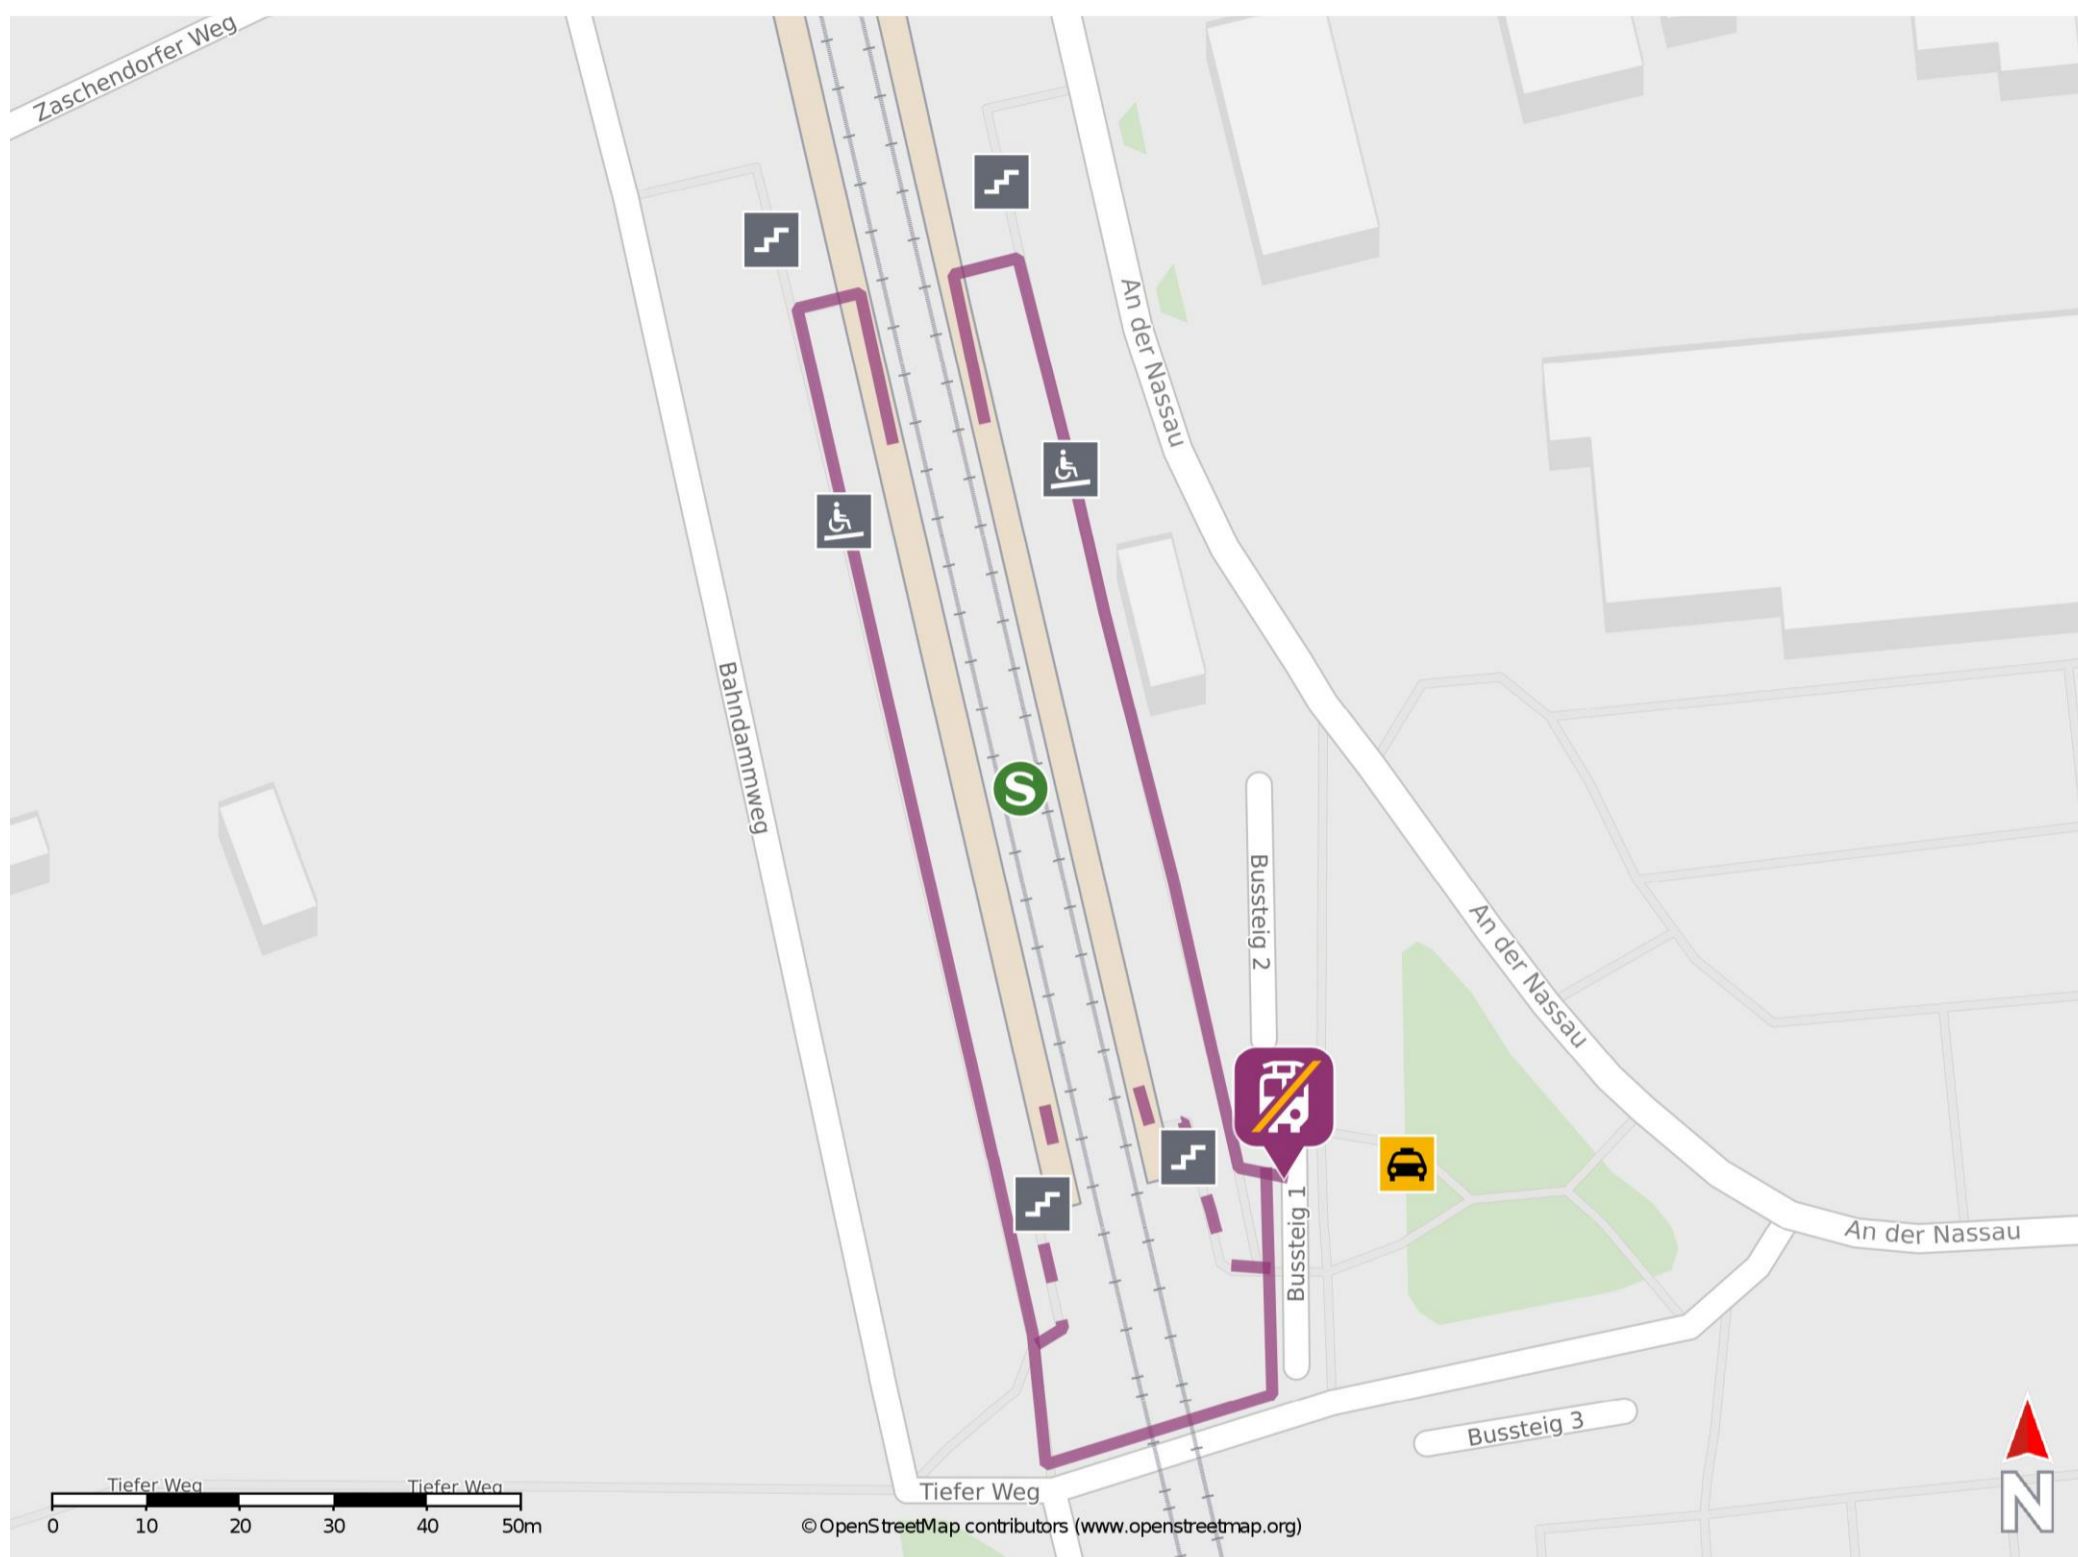 Zaschendorfer Weg
An der Nassau
Bahndammweg
S
Bussteig 2
An der Nassau
Bussteig 1
An der Nassau
Bussteig 3
Tiefer Weg
Tiefer Weg
Tiefer Weg
0 10 20 30 40 50m
© OpenStreetMap contributors (www.openstreetmap.org)
N